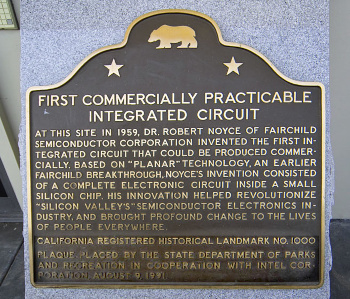 FIRST COMMERCIALLY PRACTICABLE
INTEGRATED CIRCUIT
AT THIS SITE IN 1959, DR. ROBERT NOYCE OF FAIRCHILD
SEMICONDUCTOR CORPORATION INVENTED THE FIRST IN-
TEGRATED CIRCUIT THAT COULD BE PRODUCED COMMER-
CIALLY. BASED ON "PLANAR" TECHNOLOGY, AN EARLIER
FAIRCHILD BREAKTHROUGH, NOYCE'S INVENTION CONSISTED
OF A COMPLETE ELECTRONIC CIRCUIT INSIDE A SMALL
SILICON CHIP. HIS INNOVATION HELPED REVOLUTIONIZE
"SILICON VALLEY'S" SEMICONDUCTOR ELECTRONICS IN-
DUSTRY, AND BROUGHT PROFOUND CHANGE TO THE LIVES
OF PEOPLE EVERYWHERE.
CALIFORNIA REGISTERED HISTORICAL LANDMARK NO. 1000
PLAQUE PLACED BY THE STATE DEPARTMENT OF PARKS
AND RECREATION IN COOPERATION WITH INTEL COR-
PORATION, AUGUST 9, 1991.